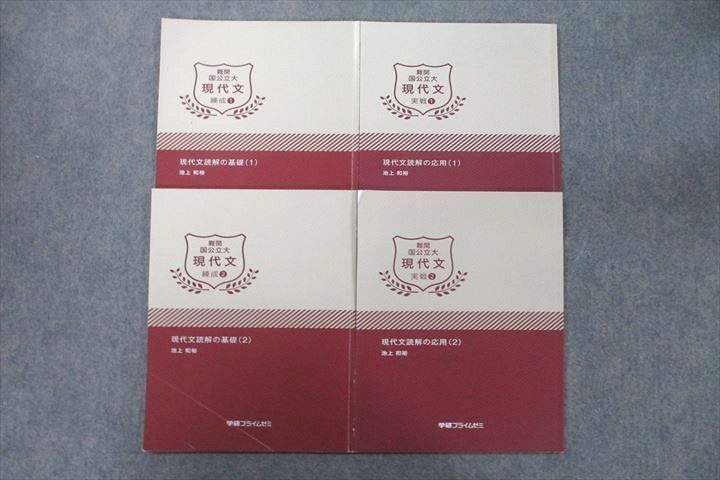 難関
国公立大
現代文
練成❶
現代文読解の基礎(1)
池上 和裕
難関
国公立大
現代文
実戦❶
現代文読解の応用(1)
池上 和裕
難関
国公立大
現代文
練成❷
現代文読解の基礎(2)
池上 和裕
学研プライムゼミ
難関
国公立大
現代文
実戦❷
現代文読解の応用(2)
池上 和裕
学研プライムゼミ